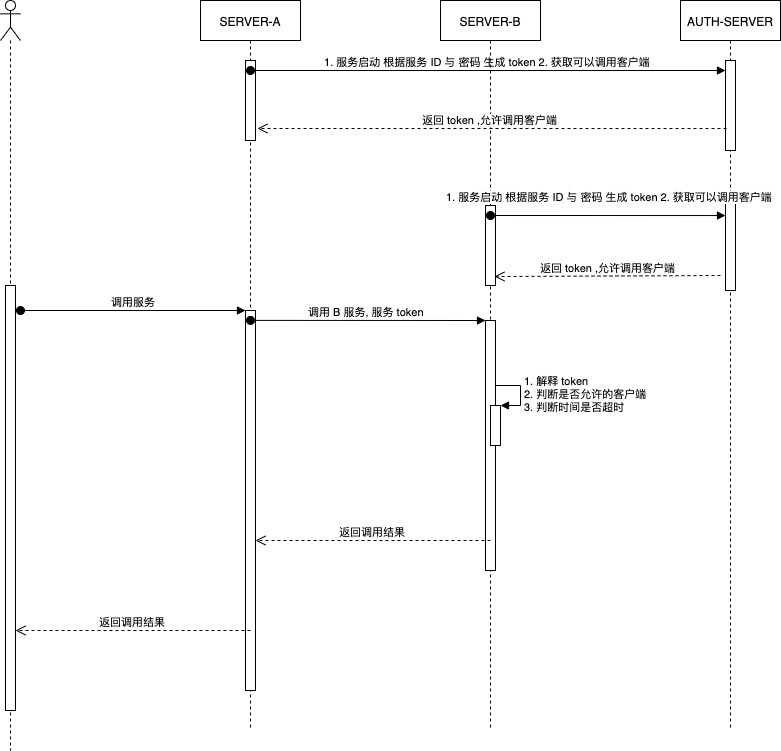 SERVER-A
SERVER-B
AUTH-SERVER
1. 服务启动 根据服务 ID 与 密码 生成 token 2. 获取可以调用客户端
返回 token ,允许调用客户端
1. 服务启动 根据服务 ID 与 密码 生成 token 2. 获取可以调用客户端
返回 token ,允许调用客户端
调用服务
调用 B 服务, 服务 token
1. 解释 token
2. 判断是否允许的客户端
3. 判断时间是否超时
返回调用结果
返回调用结果